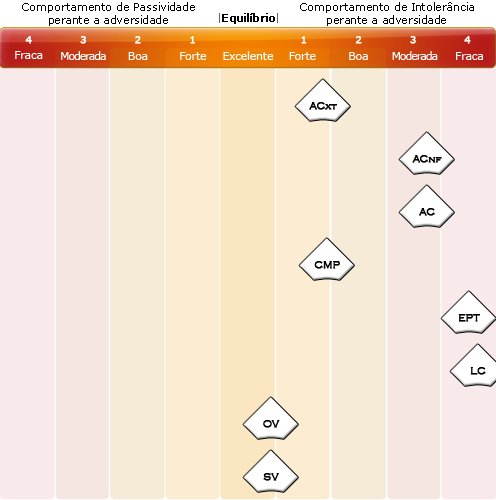 Comportamento de Passividade
perante a adversidade
|Equilíbrio|
Comportamento de Intolerância
perante a adversidade
4 3 2 1 1 2 3 4
Fraca Moderada Boa Forte Excelente Forte Boa Moderada Fraca
ACxt
ACnf
AC
CMP
EPT
LC
OV
SV